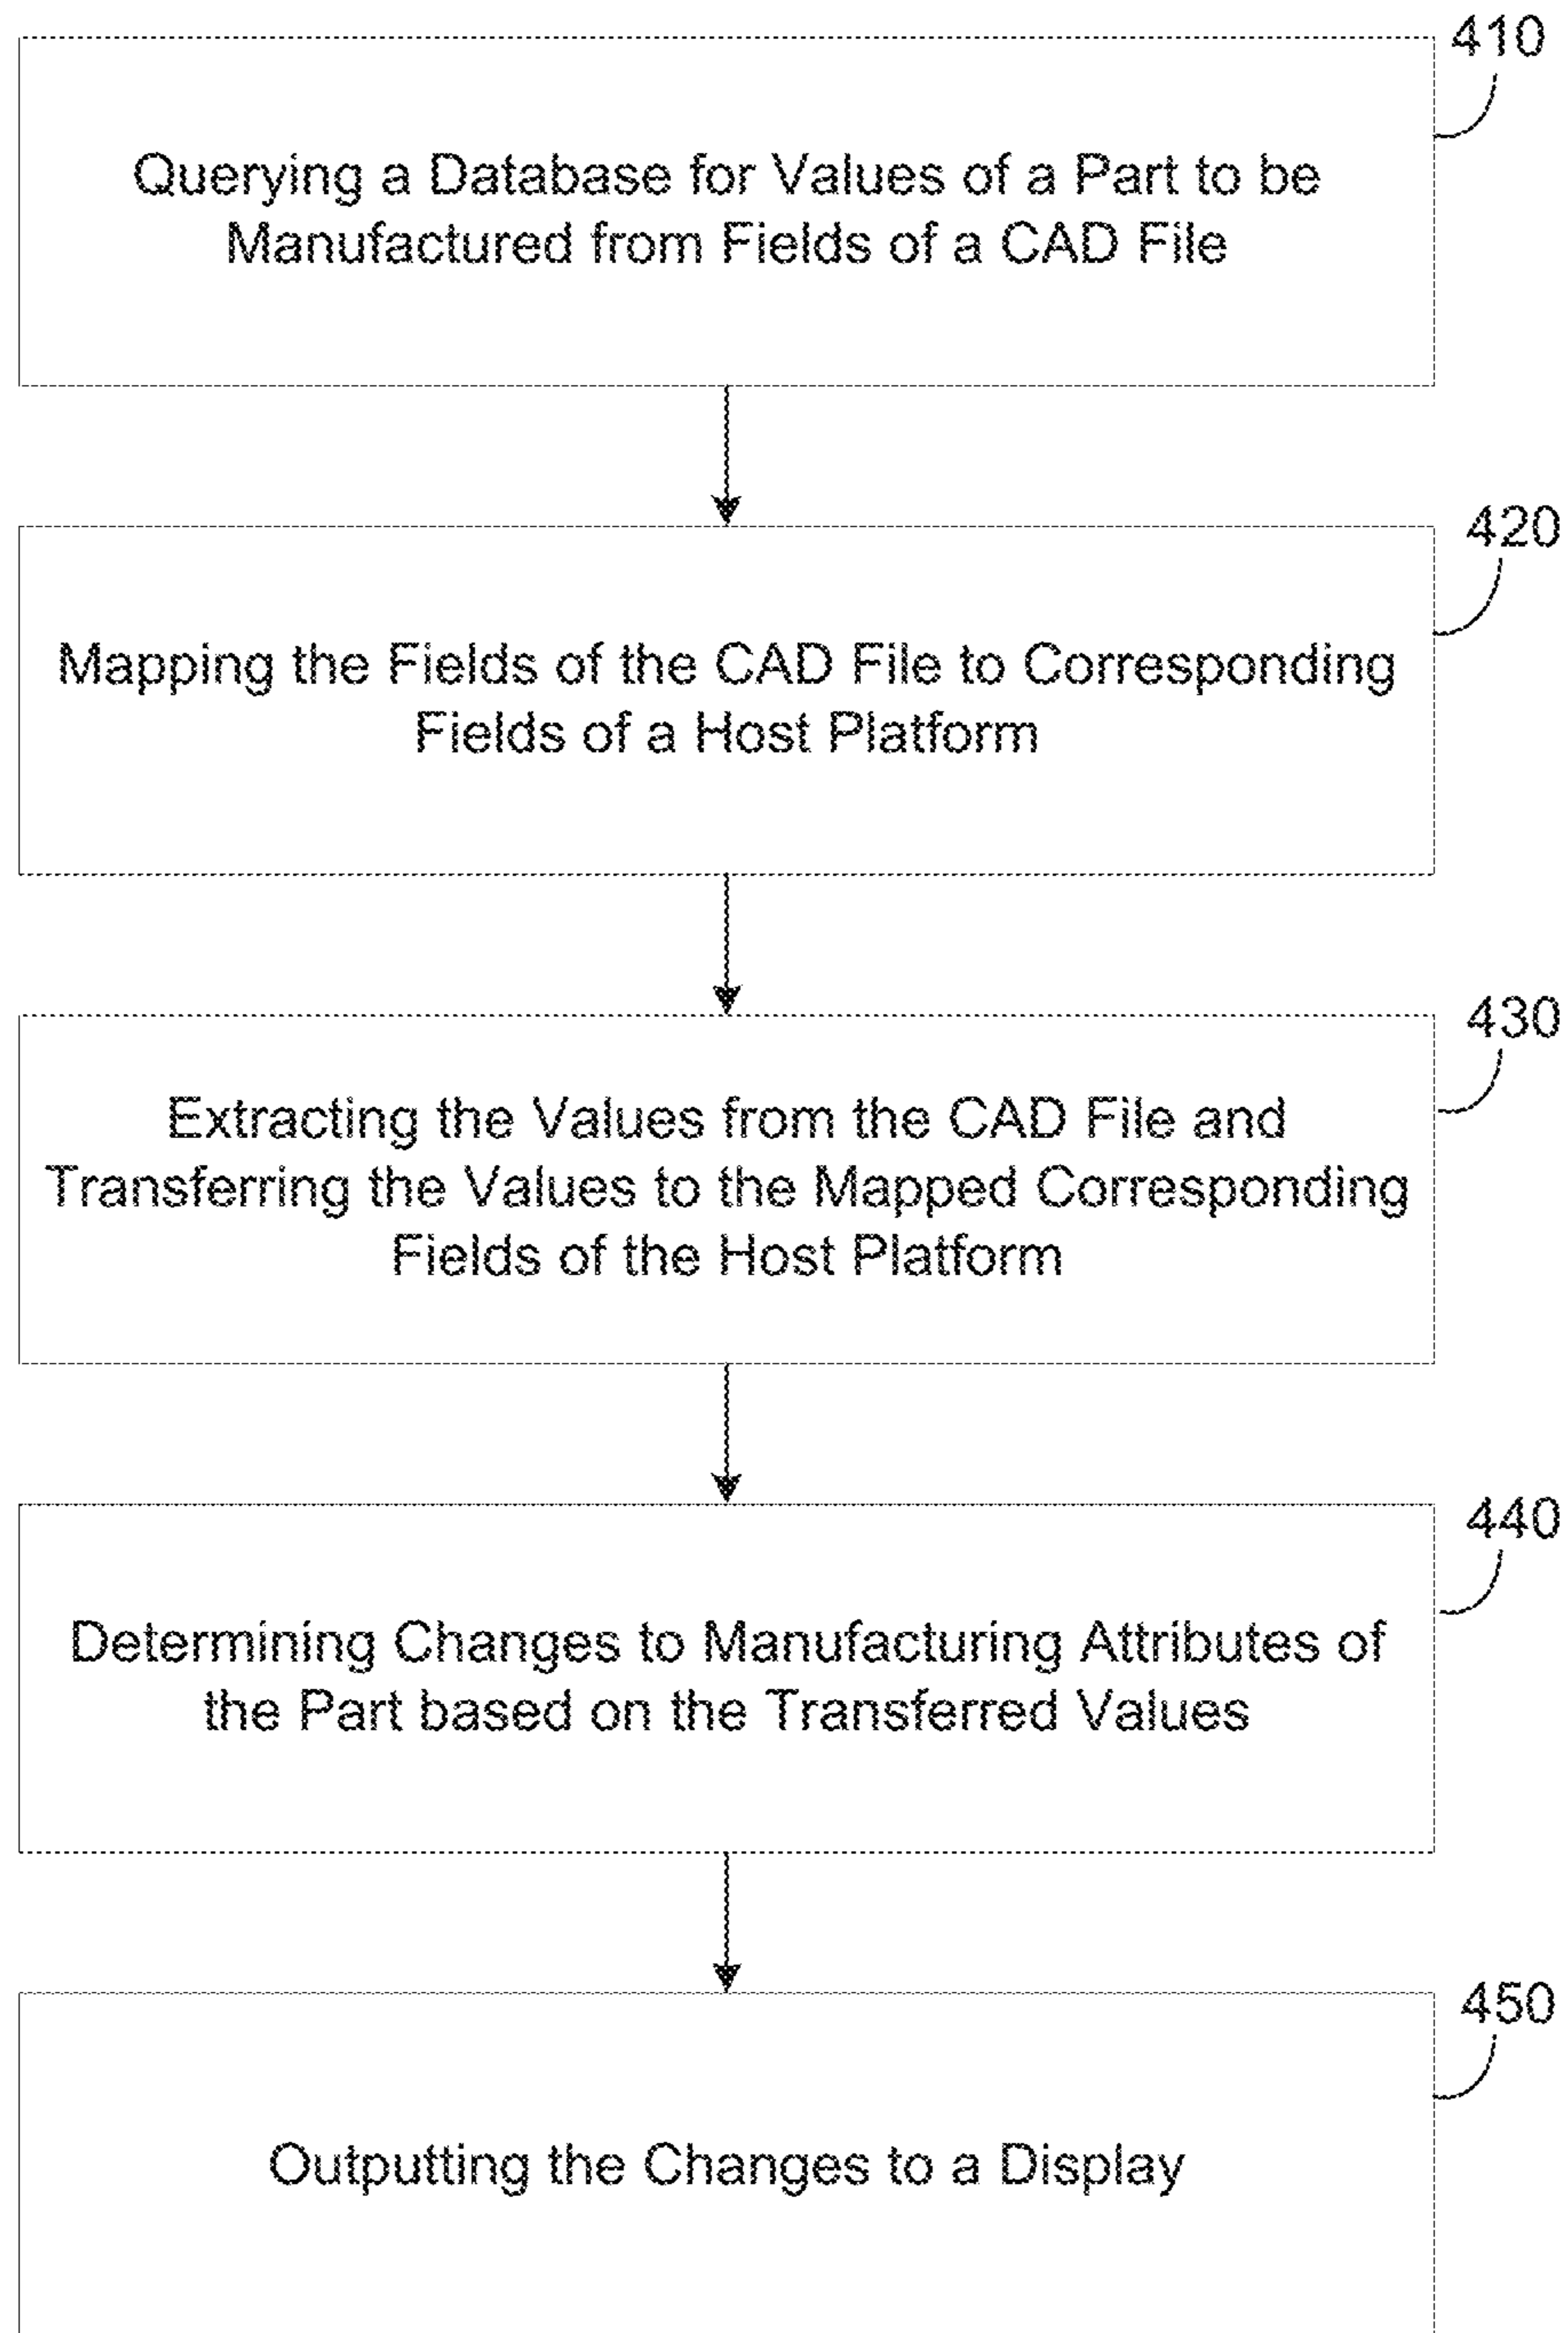 410
Querying a Database for Values of a Part to be
Manufactured from Fields of a CAD File
420
Mapping the Fields of the CAD File to Corresponding
Fields of a Host Platform
430
Extracting the Values from the CAD File and
Transferring the Values to the Mapped Corresponding
Fields of the Host Platform
440
Determining Changes to Manufacturing Attributes of
the Part based on the Transferred Values
450
Outputting the Changes to a Display